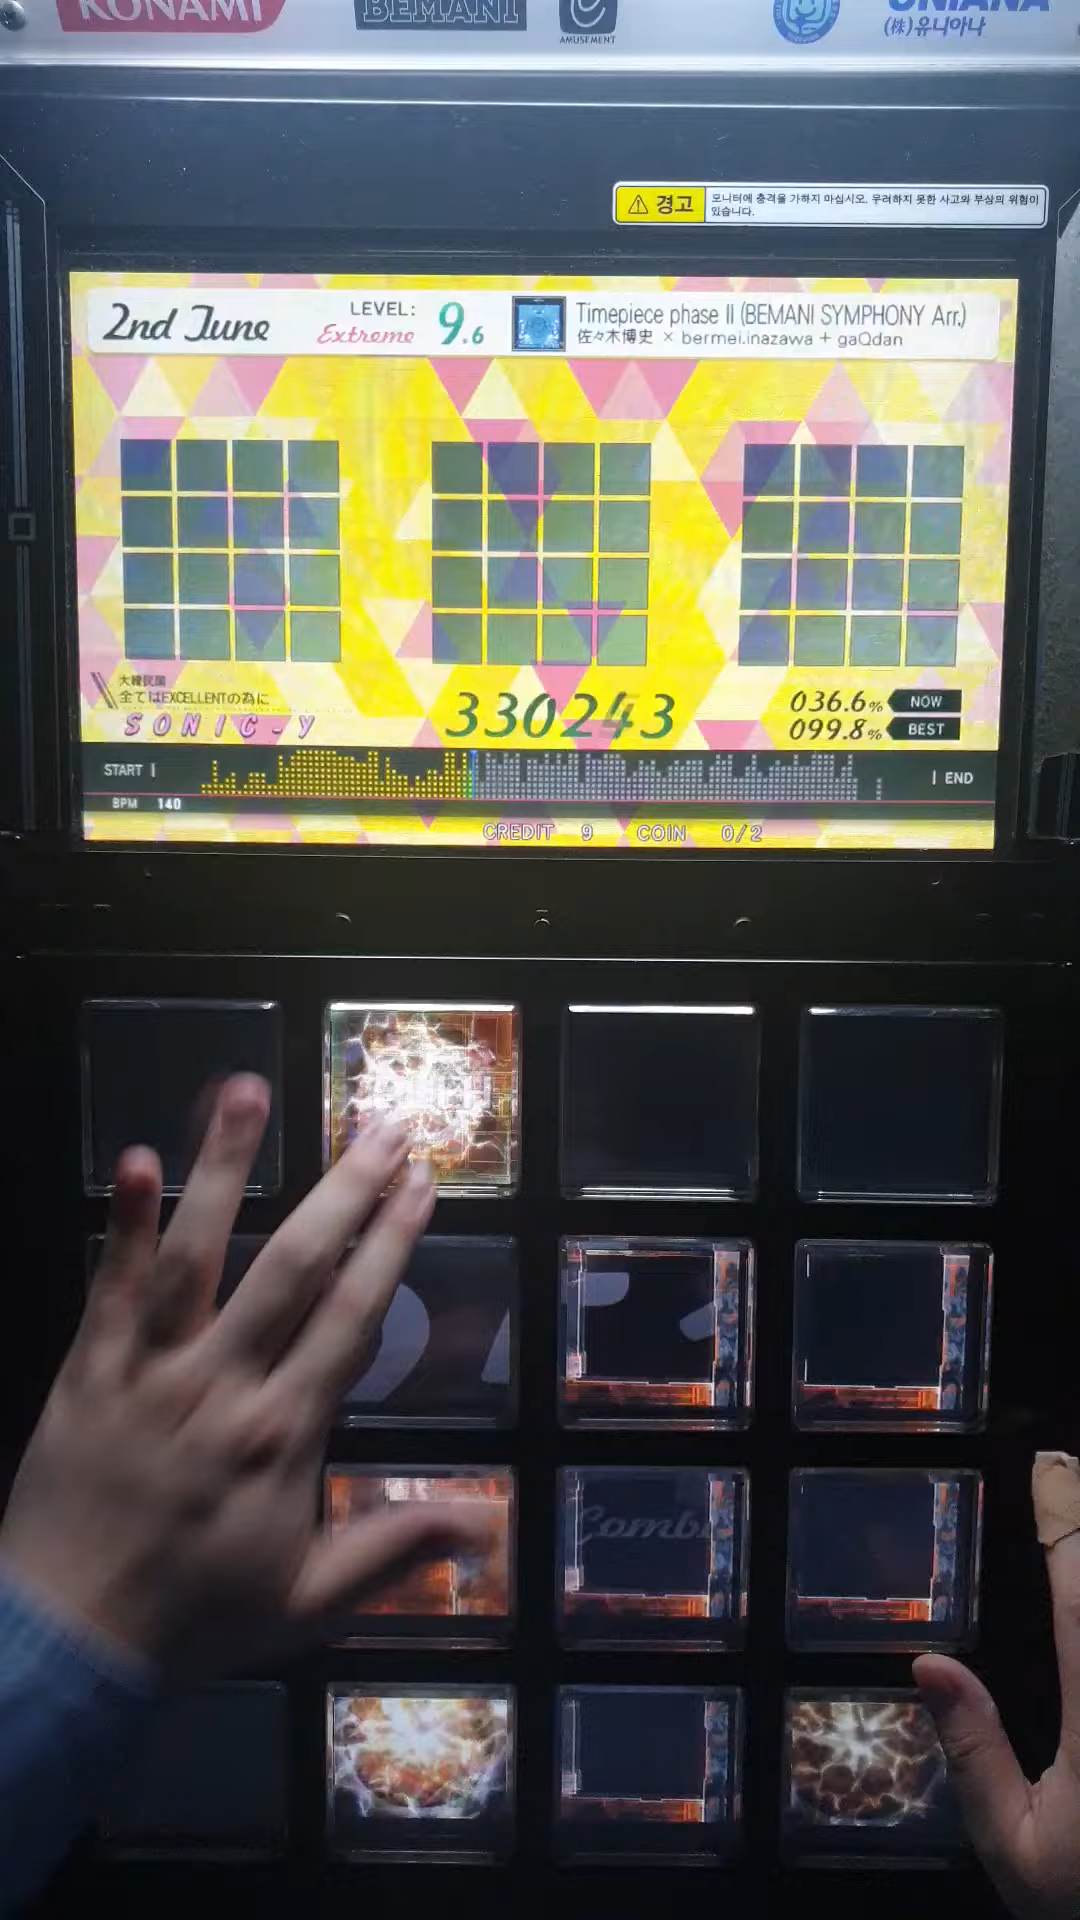 KONAMI
BEMANI
AMUSEMENT
UNIANA
(株)유니아나
경고
모니터에 충격을 가하지 마십시오. 우려하지 못한 사고와 부상의 위험이
있습니다.
2nd June
LEVEL:
Extreme
9.6
Timepiece phase II (BEMANI SYMPHONY Arr.)
佐々木博史 × bermei.inazawa + gaQdan
大韓民国
全てはEXCELLENTの為に
SONIC-Y
330243
036.6% NOW
099.8% BEST
START
END
BPM 140
CREDIT 9 COIN 0/2